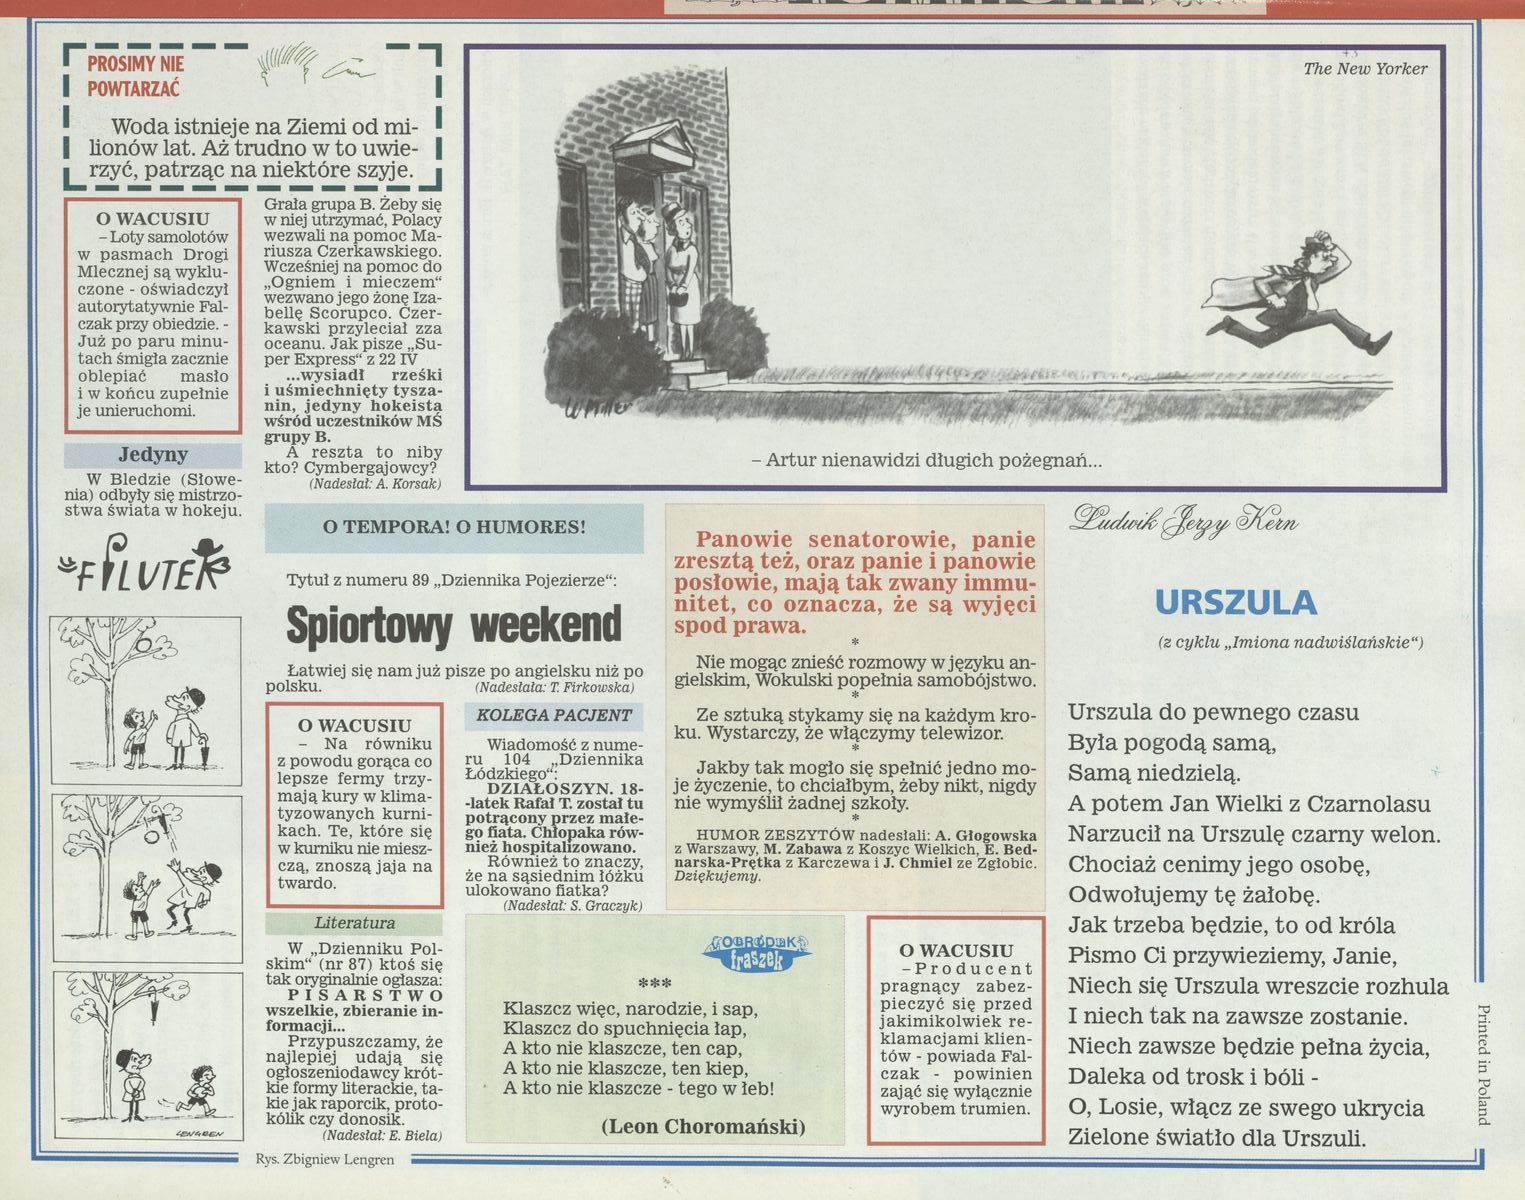 PROSIMY NIE
POWTARZAĆ
Woda istnieje na Ziemi od mi-
lionów lat. Aż trudno w to uwie-
rzyć, patrząc na niektóre szyje.
O WACUSIU
– Loty samolotów
w pasmach Drogi
Mlecznej są wyklu-
czone - oświadczył
autorytatywnie Fal-
czak przy obiedzie. -
Już po paru minu-
tach śmigła zacznie
oblepiać masło
i w końcu zupełnie
je unieruchomi.
Jedyny
W Bledzie (Słowe-
nia) odbyły się mistrzo-
stwa świata w hokeju.
Grała grupa B. Żeby się
w niej utrzymać, Polacy
wezwali na pomoc Ma-
riusza Czerkawskiego.
Wcześniej na pomoc do
„Ogniem i mieczem“
wezwano jego żonę Iza-
bellę Scorupco. Czer-
kawski przyleciał zza
oceanu. Jak pisze „Su-
per Express“ z 22 IV
...wysiadł rześki
i uśmiechnięty tysza-
nin, jedyny hokeista
wśród uczestników MŚ
grupy B.
A reszta to niby
kto? Cymbergajowcy?
(Nadesłał: A. Korsak)
The New Yorker
W Miller
– Artur nienawidzi długich pożegnań...
FILUTEK
LENGREN
Rys. Zbigniew Lengren
O TEMPORA! O HUMORES!
Tytuł z numeru 89 „Dziennika Pojezierze“:
Spiortowy weekend
Łatwiej się nam już pisze po angielsku niż po
polsku. (Nadesłała: T. Firkowska)
O WACUSIU
– Na równiku
z powodu gorąca co
lepsze fermy trzy-
mają kury w klima-
tyzowanych kurni-
kach. Te, które się
w kurniku nie miesz-
czą, znoszą jaja na
twardo.
Literatura
W „Dzienniku Pol-
skim“ (nr 87) ktoś się
tak oryginalnie ogłasza:
PISARSTWO
wszelkie, zbieranie in-
formacji...
Przypuszczamy, że
najlepiej udają się
ogłoszeniodawcy krót-
kie formy literackie, ta-
kie jak raporcik, proto-
kólik czy donosik.
(Nadesłał: E. Biela)
KOLEGA PACJENT
Wiadomość z nume-
ru 104 „Dziennika
Łódzkiego“:
DZIAŁOSZYN. 18-
-latek Rafał T. został tu
potrącony przez małe-
go fiata. Chłopaka rów-
nież hospitalizowano.
Również to znaczy,
że na sąsiednim łóżku
ulokowano fiatka?
(Nadesłał: S. Graczyk)
Panowie senatorowie, panie
zresztą też, oraz panie i panowie
posłowie, mają tak zwany immu-
nitet, co oznacza, że są wyjęci
spod prawa.
*
Nie mogąc znieść rozmowy w języku an-
gielskim, Wokulski popełnia samobójstwo.
*
Ze sztuką stykamy się na każdym kro-
ku. Wystarczy, że włączymy telewizor.
*
Jakby tak mogło się spełnić jedno mo-
je życzenie, to chciałbym, żeby nikt, nigdy
nie wymyślił żadnej szkoły.
*
HUMOR ZESZYTÓW nadesłali: A. Głogowska
z Warszawy, M. Zabawa z Koszyc Wielkich, E. Bed-
narska-Prętka z Karczewa i J. Chmiel ze Zgłobic.
Dziękujemy.
OGRÓDEK
fraszek
***
Klaszcz więc, narodzie, i sap,
Klaszcz do spuchnięcia łap,
A kto nie klaszcze, ten cap,
A kto nie klaszcze, ten kiep,
A kto nie klaszcze - tego w łeb!
(Leon Choromański)
O WACUSIU
– Producent
pragnący zabez-
pieczyć się przed
jakimikolwiek re-
klamacjami klien-
tów - powiada Fal-
czak - powinien
zająć się wyłącznie
wyrobem trumien.
Ludwik Jerzy Kern
URSZULA
(z cyklu „Imiona nadwiślańskie“)
Urszula do pewnego czasu
Była pogodą samą,
Samą niedzielą.
A potem Jan Wielki z Czarnolasu
Narzucił na Urszulę czarny welon.
Chociaż cenimy jego osobę,
Odwołujemy tę żałobę.
Jak trzeba będzie, to od króla
Pismo Ci przywieziemy, Janie,
Niech się Urszula wreszcie rozhula
I niech tak na zawsze zostanie.
Niech zawsze będzie pełna życia,
Daleka od trosk i bóli -
O, Losie, włącz ze swego ukrycia
Zielone światło dla Urszuli.
Printed in Poland